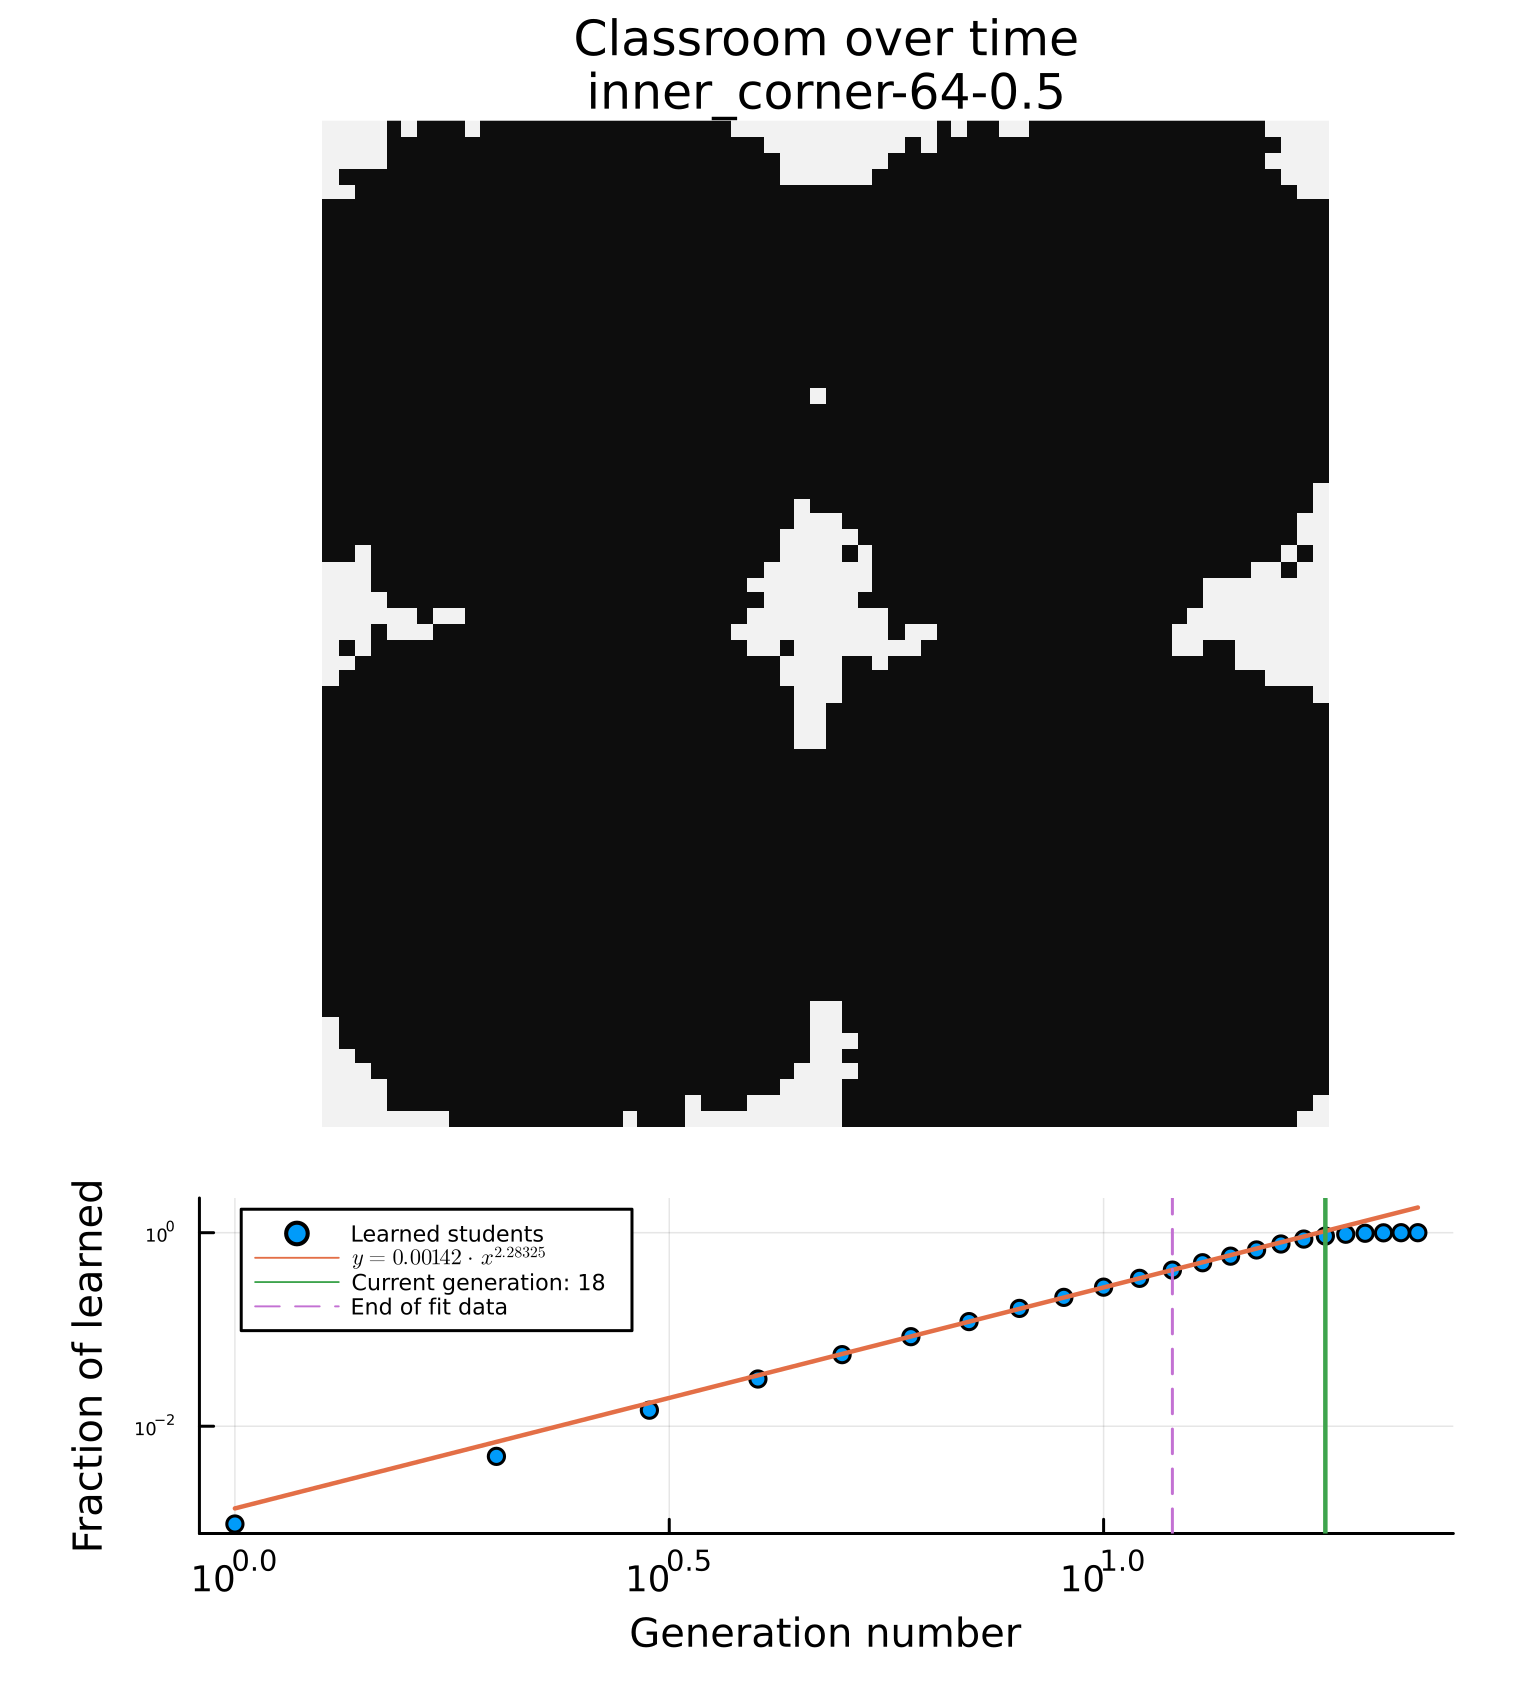 Classroom over time
inner_corner-64-0.5
Fraction of learned
10^0
10^-2
Learned students
y = 0.00142 · x^2.28325
Current generation: 18
End of fit data
10^0.0
10^0.5
10^1.0
Generation number